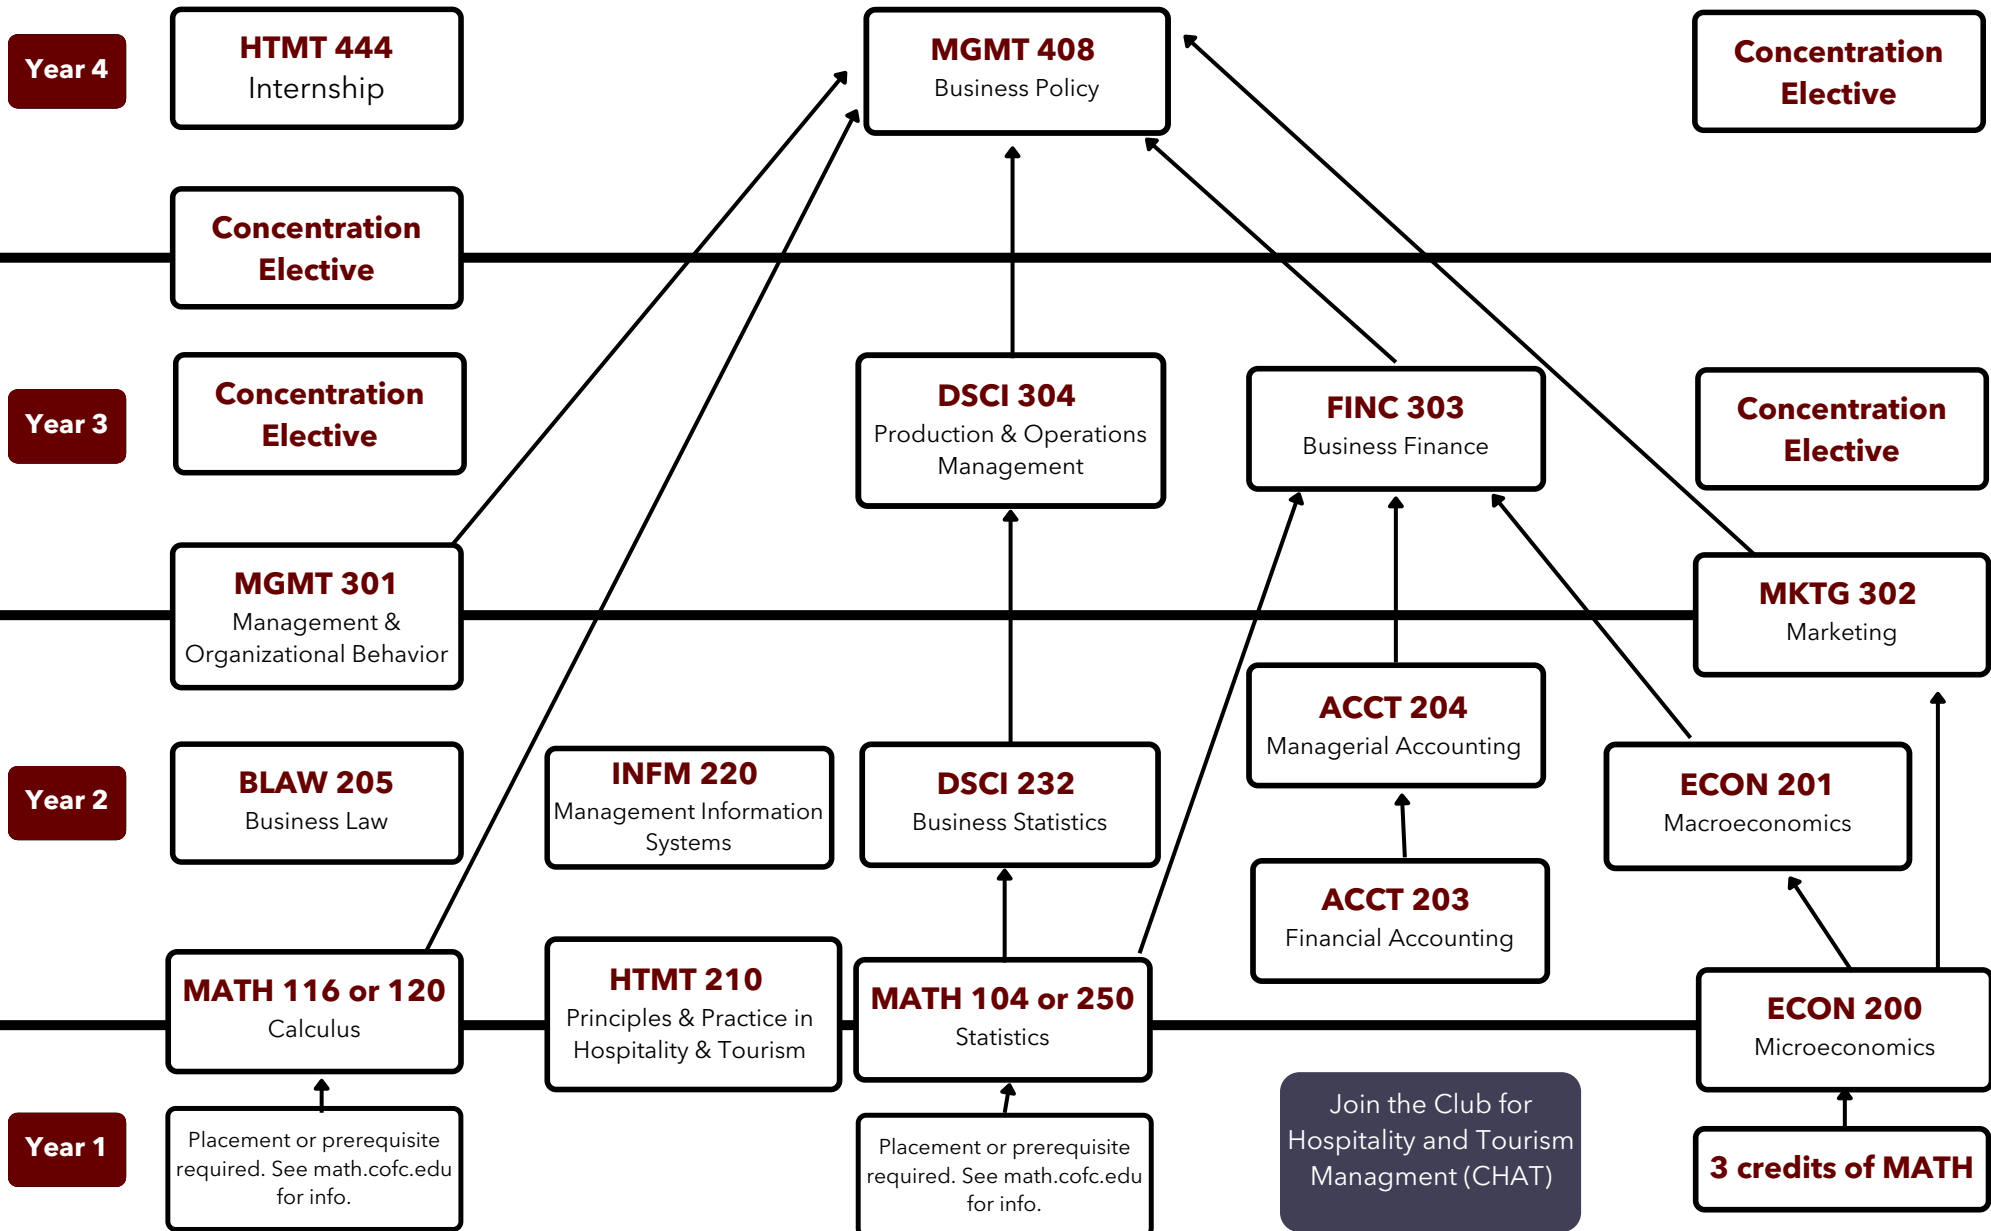 Year 4
HTMT 444
Internship
MGMT 408
Business Policy
Concentration
Elective
Concentration
Elective
Year 3
Concentration
Elective
DSCI 304
Production & Operations
Management
FINC 303
Business Finance
Concentration
Elective
MGMT 301
Management &
Organizational Behavior
MKTG 302
Marketing
Year 2
BLAW 205
Business Law
INFM 220
Management Information
Systems
DSCI 232
Business Statistics
ACCT 204
Managerial Accounting
ECON 201
Macroeconomics
ACCT 203
Financial Accounting
MATH 116 or 120
Calculus
HTMT 210
Principles & Practice in
Hospitality & Tourism
MATH 104 or 250
Statistics
ECON 200
Microeconomics
Year 1
Placement or prerequisite
required. See math.cofc.edu
for info.
Placement or prerequisite
required. See math.cofc.edu
for info.
Join the Club for
Hospitality and Tourism
Managment (CHAT)
3 credits of MATH